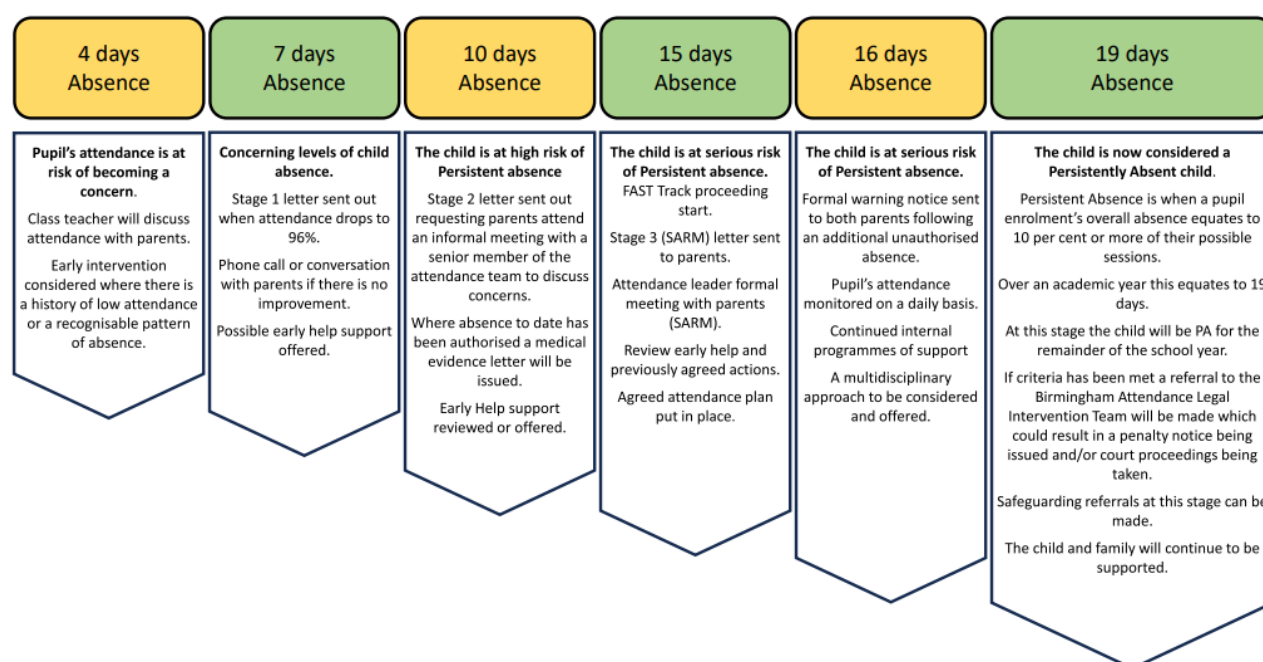 4 days
Absence
7 days
Absence
10 days
Absence
15 days
Absence
16 days
Absence
19 days
Absence
Pupil's attendance is at
risk of becoming a
concern.
Class teacher will discuss
attendance with parents.
Early intervention
considered where there is
a history of low attendance
or a recognisable pattern
of absence.
Concerning levels of child
absence.
Stage 1 letter sent out
when attendance drops to
96%.
Phone call or conversation
with parents if there is no
improvement.
Possible early help support
offered.
The child is at high risk of
Persistent absence
Stage 2 letter sent out
requesting parents attend
an informal meeting with a
senior member of the
attendance team to discuss
concerns.
Where absence to date has
been authorised a medical
evidence letter will be
issued.
Early Help support
reviewed or offered.
The child is at serious risk
of Persistent absence.
FAST Track proceeding
start.
Stage 3 (SARM) letter sent
to parents.
Attendance leader formal
meeting with parents
(SARM).
Review early help and
previously agreed actions.
Agreed attendance plan
put in place.
The child is at serious risk
of Persistent absence.
Formal warning notice sent
to both parents following
an additional unauthorised
absence.
Pupil's attendance
monitored on a daily basis.
Continued internal
programmes of support
A multidisciplinary
approach to be considered
and offered.
The child is now considered a
Persistently Absent child.
Persistent Absence is when a pupil
enrolment's overall absence equates to
10 per cent or more of their possible
sessions.
Over an academic year this equates to 19
days.
At this stage the child will be PA for the
remainder of the school year.
If criteria has been met a referral to the
Birmingham Attendance Legal
Intervention Team will be made which
could result in a penalty notice being
issued and/or court proceedings being
taken.
Safeguarding referrals at this stage can be
made.
The child and family will continue to be
supported.